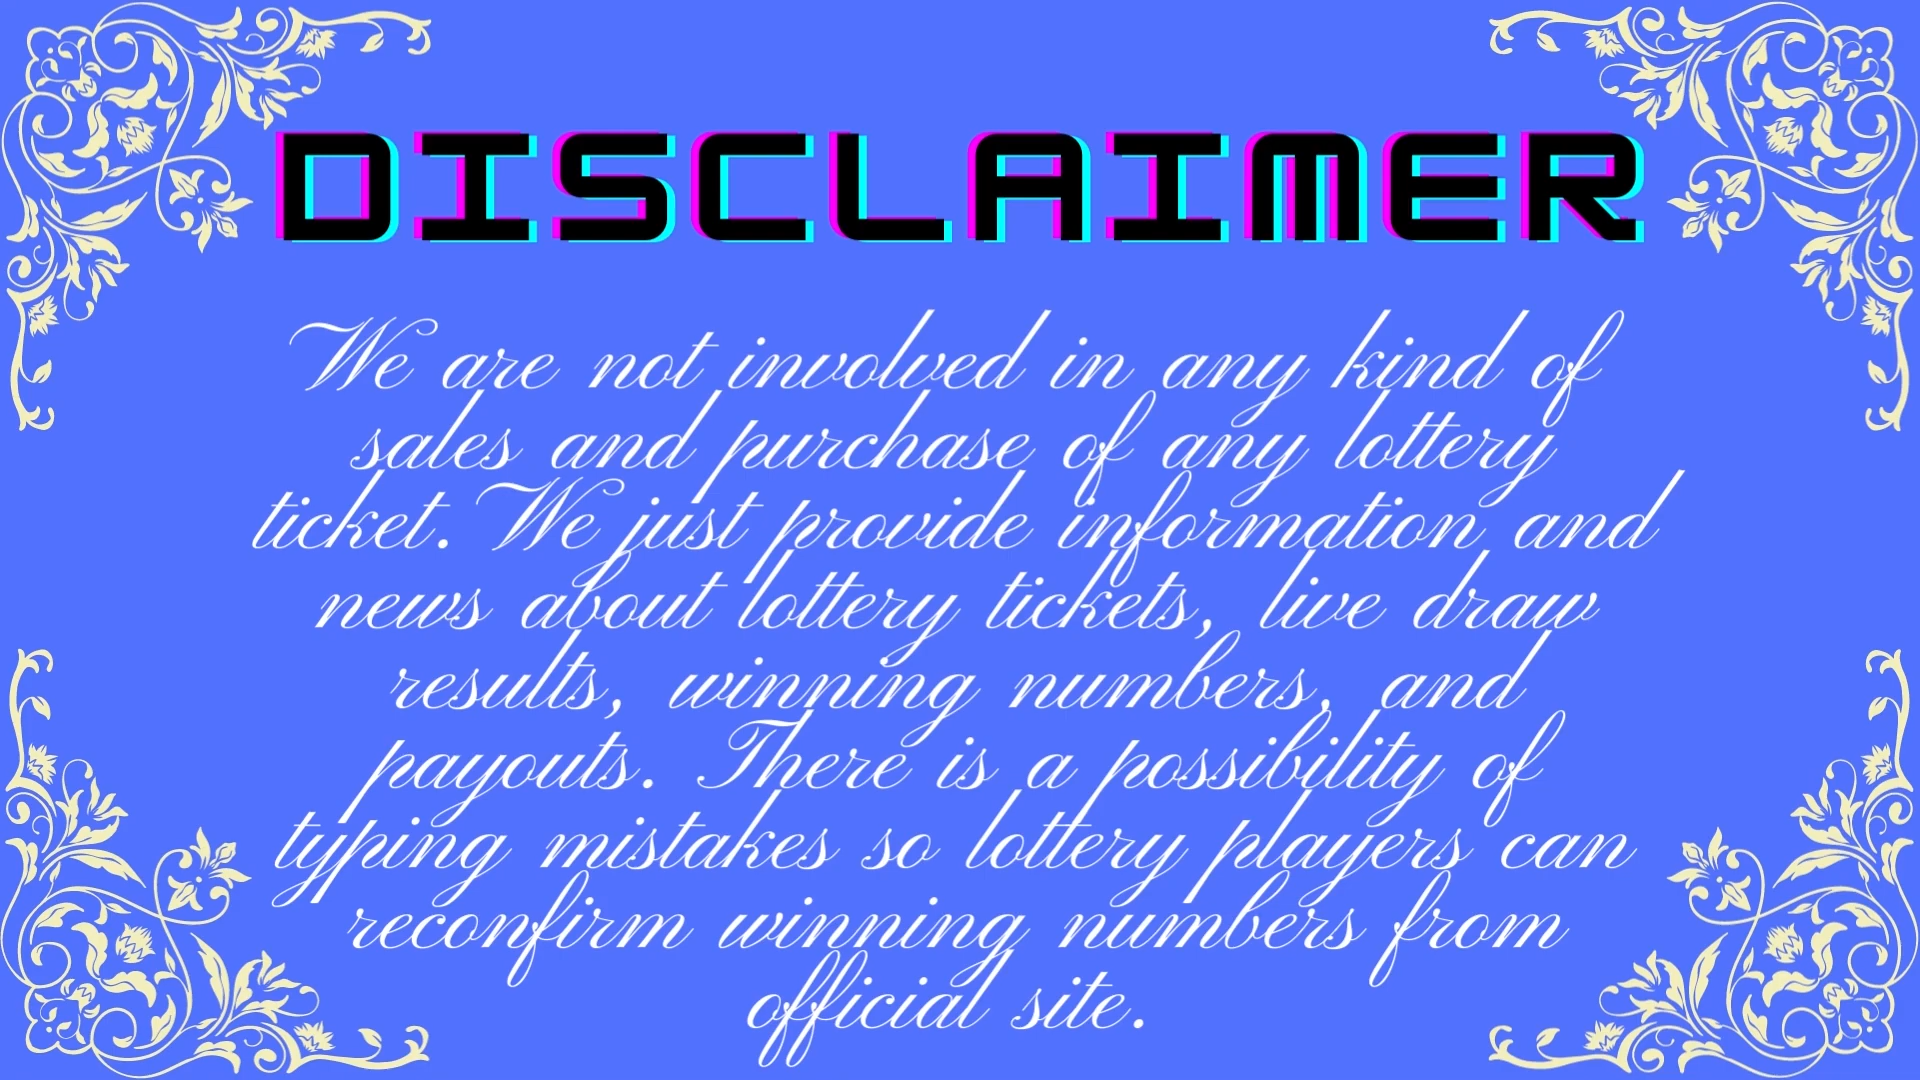 DISCLAIMER
We are not involved in any kind of
sales and purchase of any lottery
ticket. We just provide information and
news about lottery tickets, live draw
results, winning numbers, and
payouts. There is a possibility of
typing mistakes so lottery players can
reconfirm winning numbers from
official site.